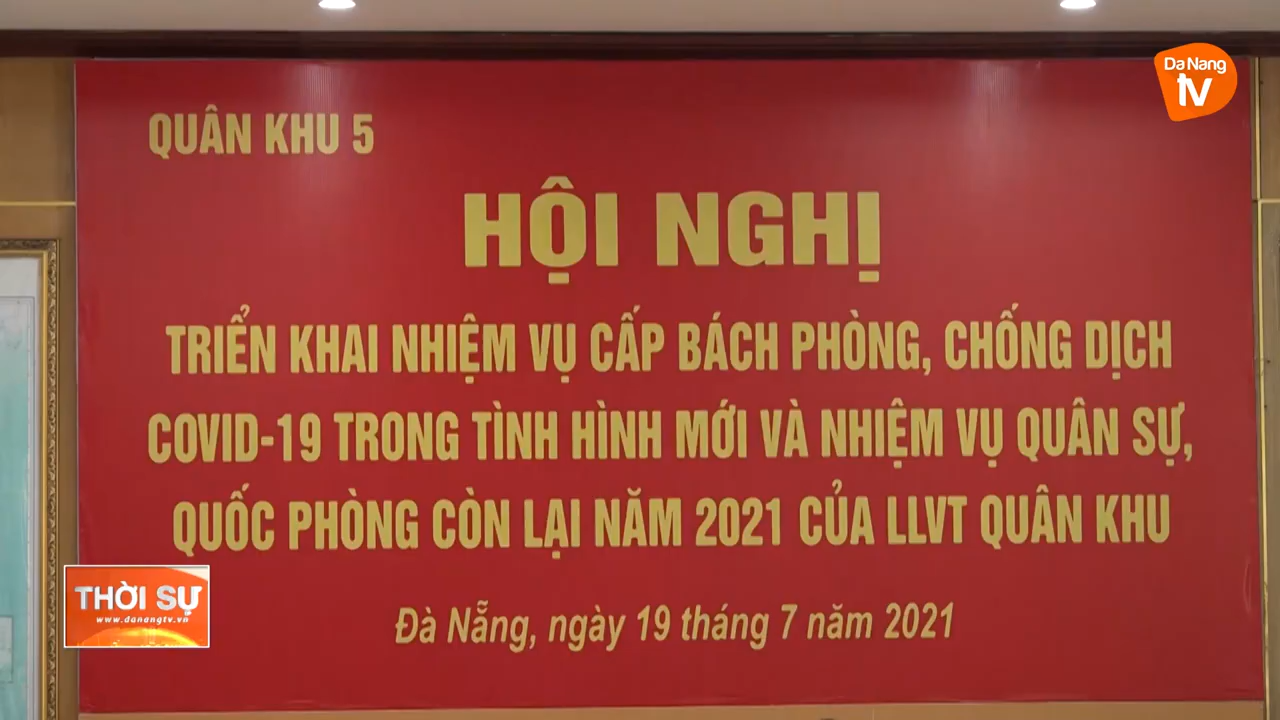 Da Nang
tv
QUÂN KHU 5
HỘI NGHỊ
TRIỂN KHAI NHIỆM VỤ CẤP BÁCH PHÒNG, CHỐNG DỊCH
COVID-19 TRONG TÌNH HÌNH MỚI VÀ NHIỆM VỤ QUÂN SỰ,
QUỐC PHÒNG CÒN LẠI NĂM 2021 CỦA LLVT QUÂN KHU
Đà Nẵng, ngày 19 tháng 7 năm 2021
THỜI SỰ
www.danangtv.vn